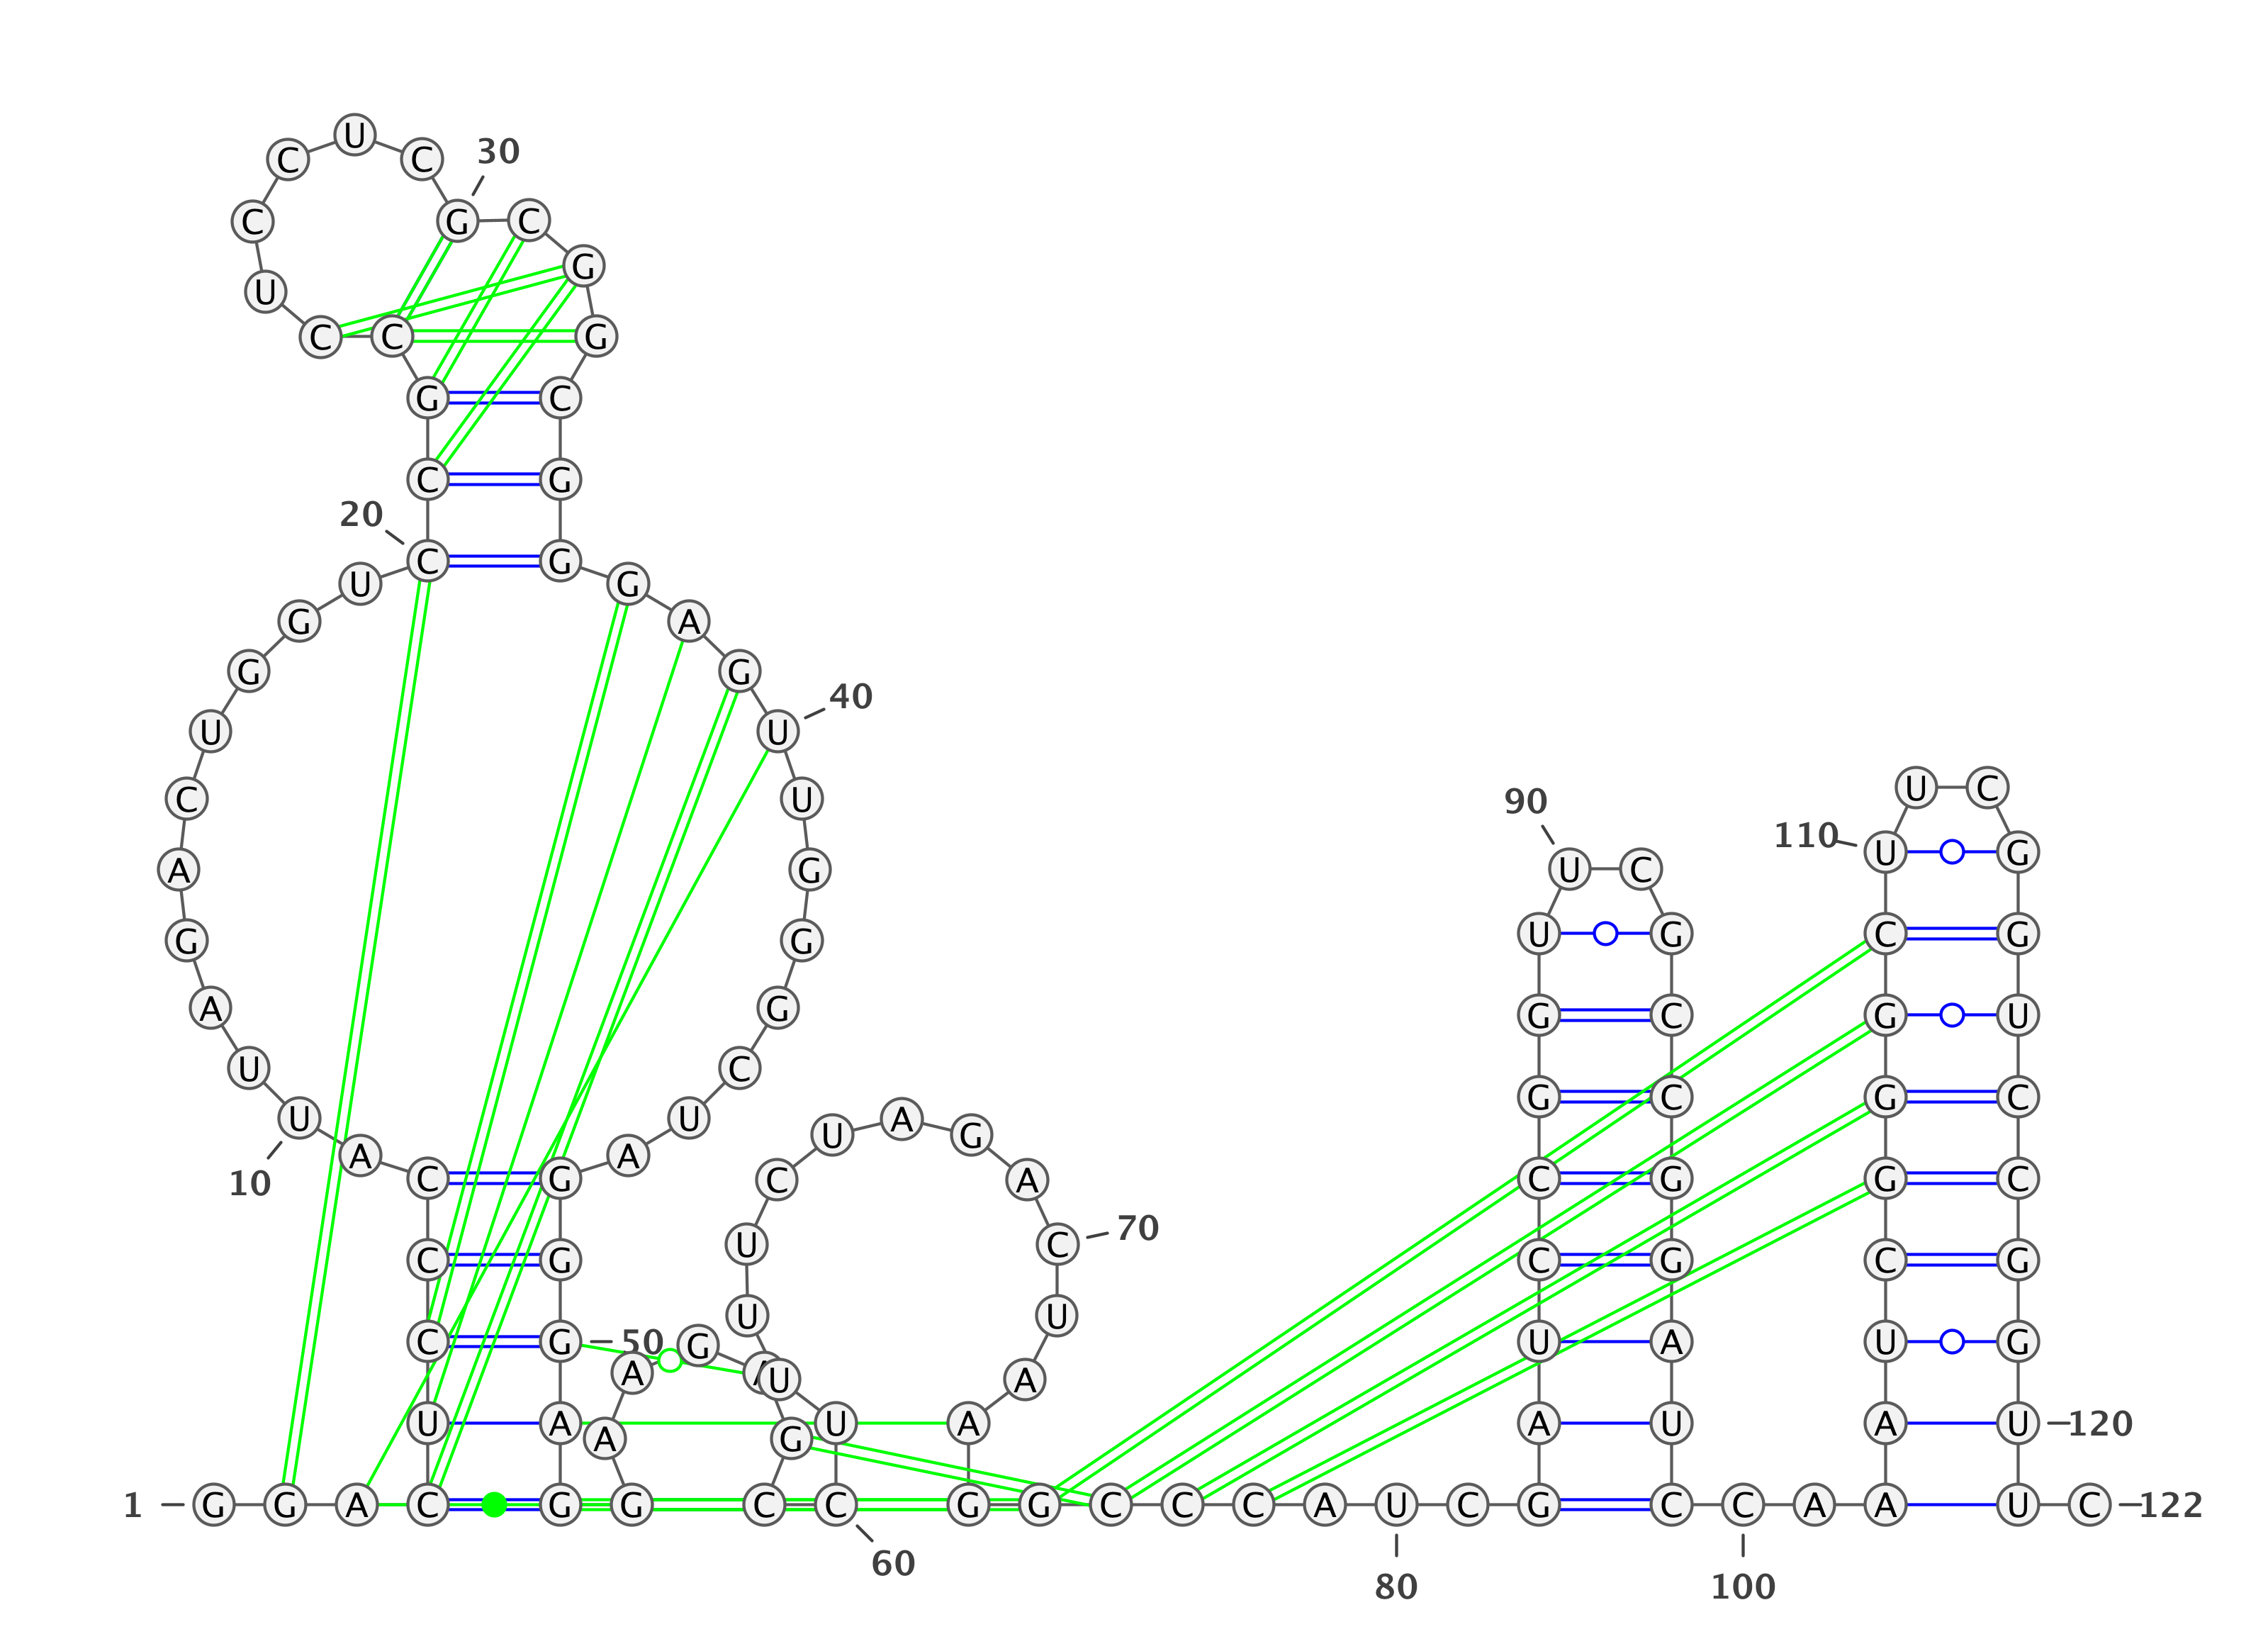 U
C C 30
C G C
G
U
C C G
G C
C G
20
C G
U G
G A
G G
40
U U
U C
C U 90
110
U G
A G U C
G G U G C G
A G G C G U
U C
G C G C
U U U A G
A A
C G C A C G G C
10
70
U C
C G C G C G
U U
C G 50 G U A U G
A A U A
U A U A A U A U 120
A G
1 G G A C G G C C G G C C C A U C G C C A A U C 122
60
80 100